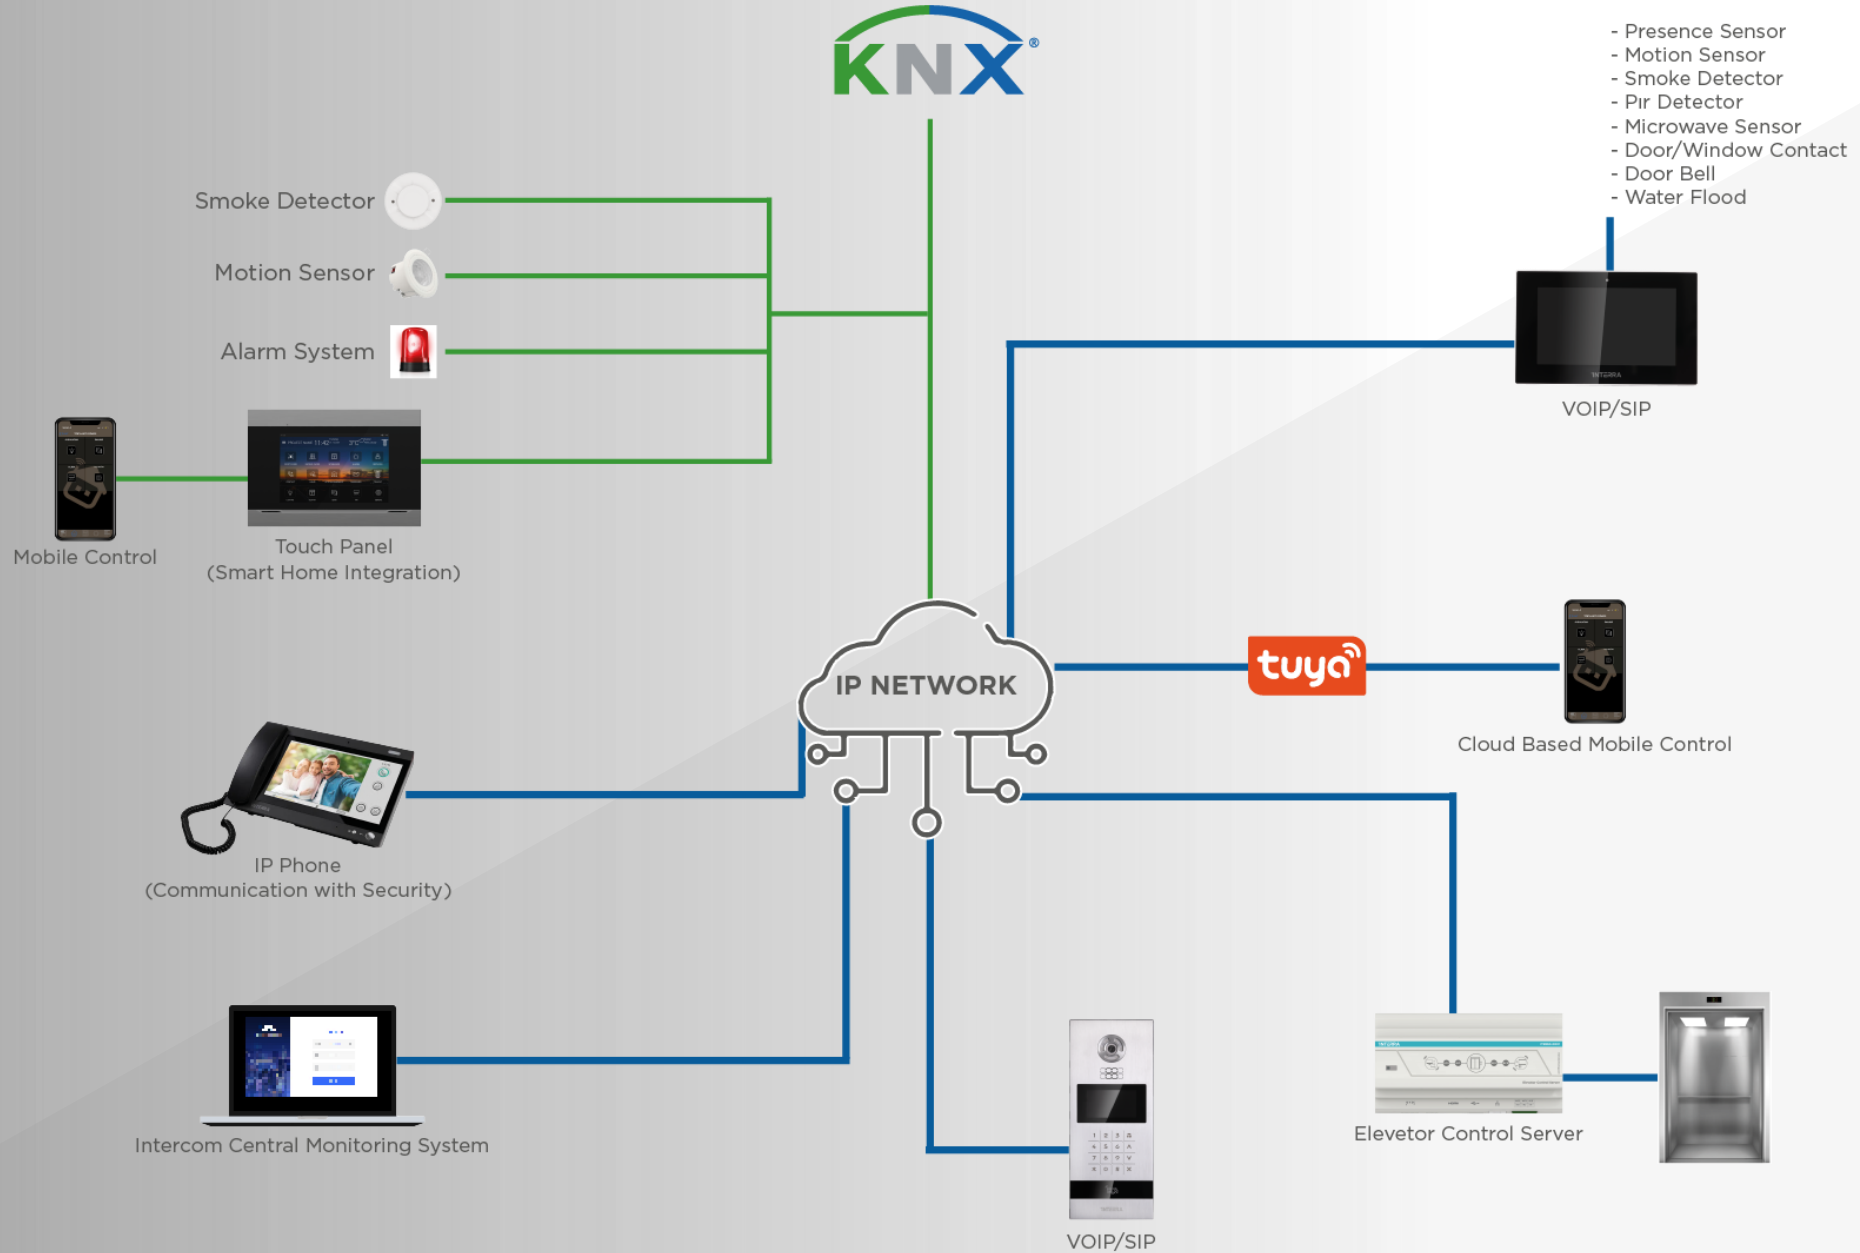 KNX®
- Presence Sensor
- Motion Sensor
- Smoke Detector
- Pır Detector
- Microwave Sensor
- Door/Window Contact
- Door Bell
- Water Flood
Smoke Detector
Motion Sensor
Alarm System
INTERRA
VOIP/SIP
Mobile Control
Touch Panel
(Smart Home Integration)
IP NETWORK
tuya
Cloud Based Mobile Control
IP Phone
(Communication with Security)
Intercom Central Monitoring System
INTERRA
Elevetor Control Server
VOIP/SIP